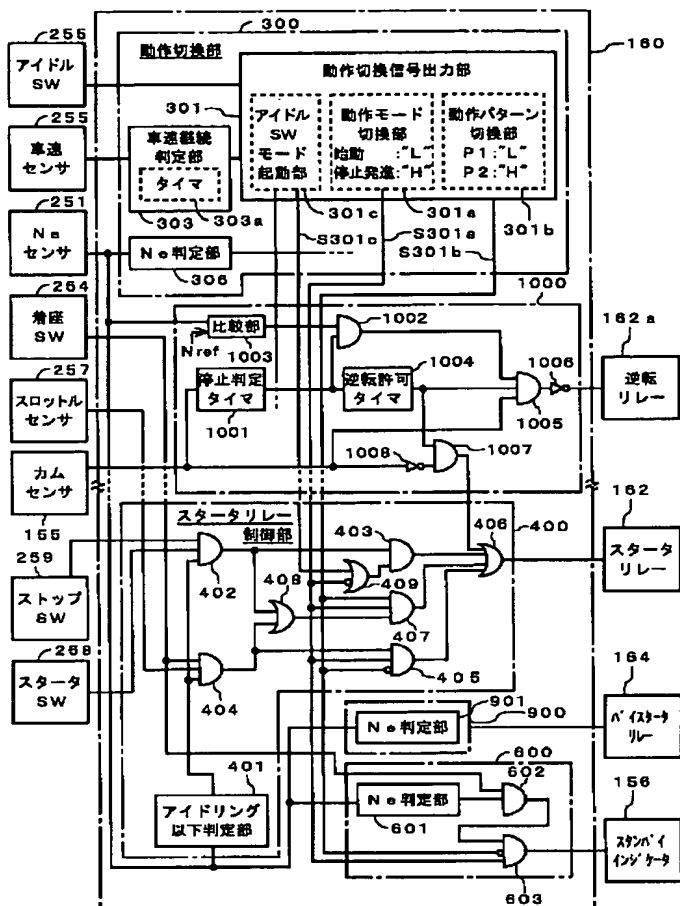 300
160
255
動作切換部
アイドル
SW
動作切換信号出力部
301
アイドル
SW
モード
起動部
動作モード
切換部
始動 :"L"
停止発進:"H"
動作パターン
切換部
P1:"L"
P2:"H"
255
車速
センサ
車速継続
判定部
タイマ
303
303a
301c
301a
301b
S301c
S301a
S301b
251
Ne
センサ
Ne判定部
306
1000
254
着座
SW
比較部
Nref
1003
1002
162a
257
スロットル
センサ
停止判定
タイマ
1001
逆転許可
タイマ
1004
1006
1005
逆転
リレー
カム
センサ
155
1008
1007
スタータリレー
制御部
403
406
400
162
スタータ
リレー
259
ストップ
SW
402
408
409
407
258
スタータ
SW
404
405
164
901
900
Ne判定部
バイスタータ
リレー
600
401
アイドリング
以下判定部
602
Ne判定部
601
156
スタンバイ
インジケータ
603